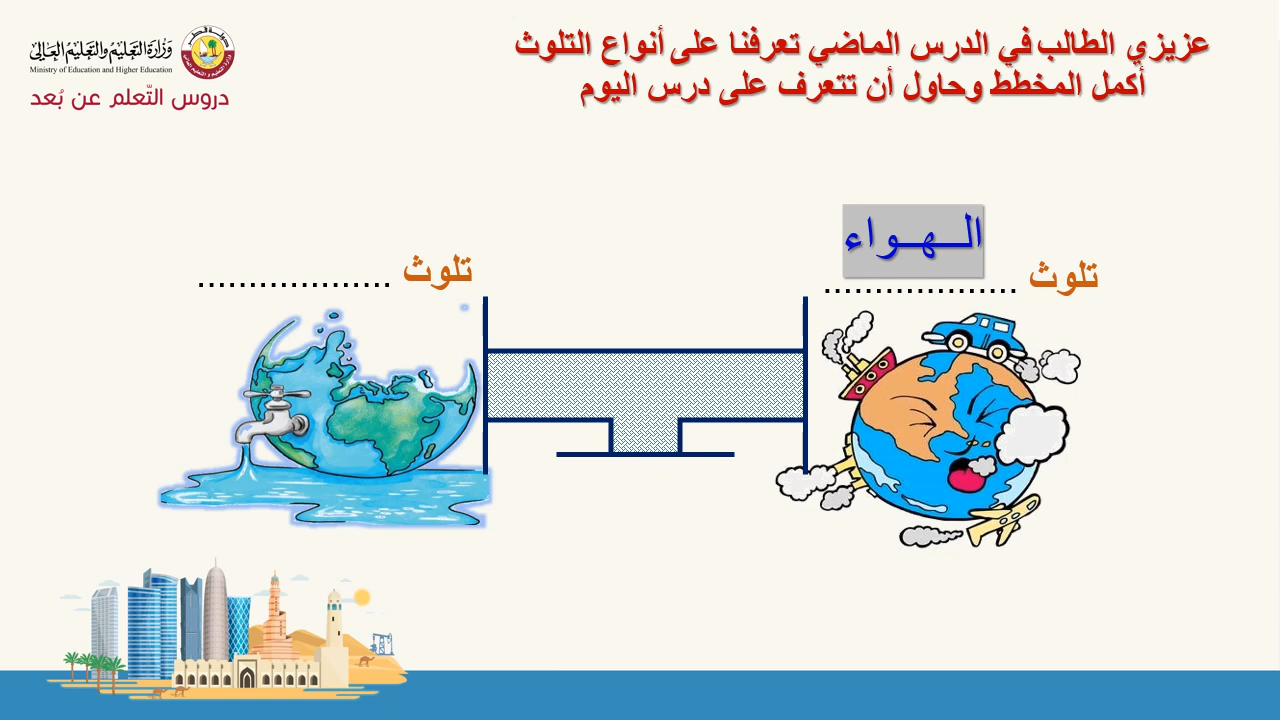 عزيزي الطالب في الدرس الماضي تعرفنا على أنواع التلوث
أكمل المخطط وحاول أن تتعرف على درس اليوم
وزارة التعليم والتعليم العالي
Ministry of Education and Higher Education
دروس التّعلم عن بُعد
الـــهـــواء
تلوث ..................
تلوث ..................